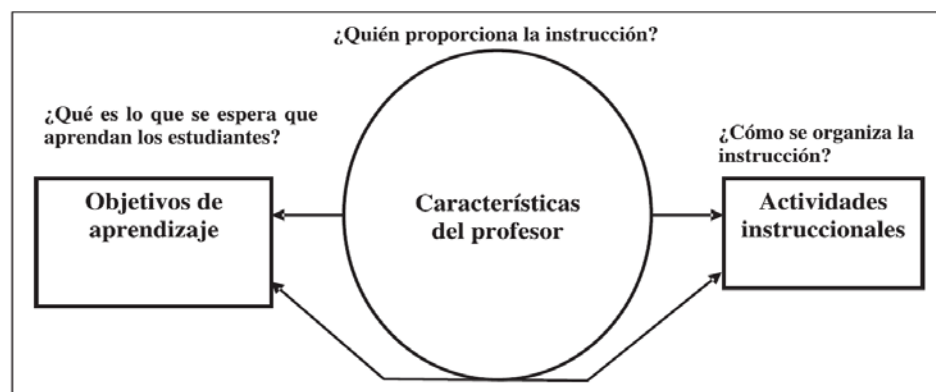 ¿Quién proporciona la instrucción?
¿Qué es lo que se espera que
aprendan los estudiantes?
¿Cómo se organiza la
instrucción?
Objetivos de
aprendizaje
Características
del profesor
Actividades
instruccionales